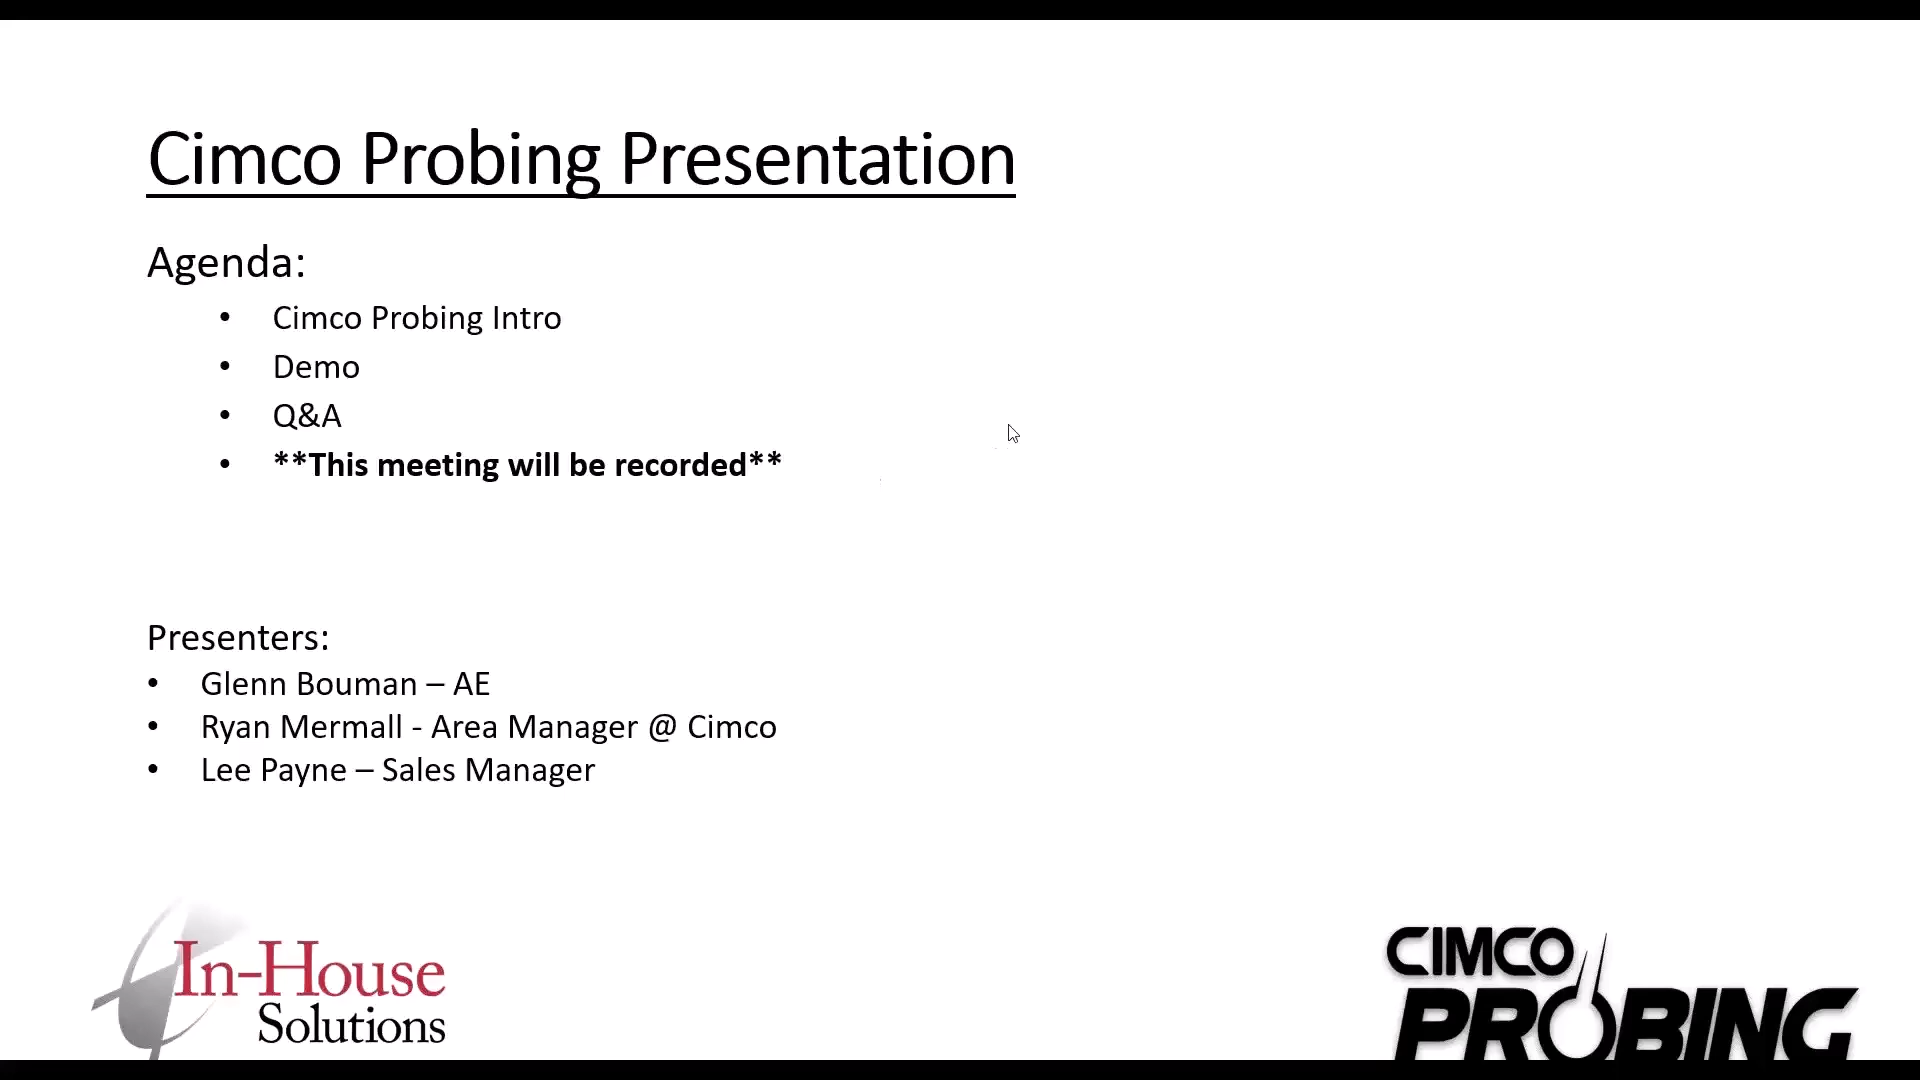 Cimco Probing Presentation
Agenda:
• Cimco Probing Intro
• Demo
• Q&A
• **This meeting will be recorded**
Presenters:
• Glenn Bouman – AE
• Ryan Mermall - Area Manager @ Cimco
• Lee Payne – Sales Manager
In-House
Solutions
CIMCO
PROBING